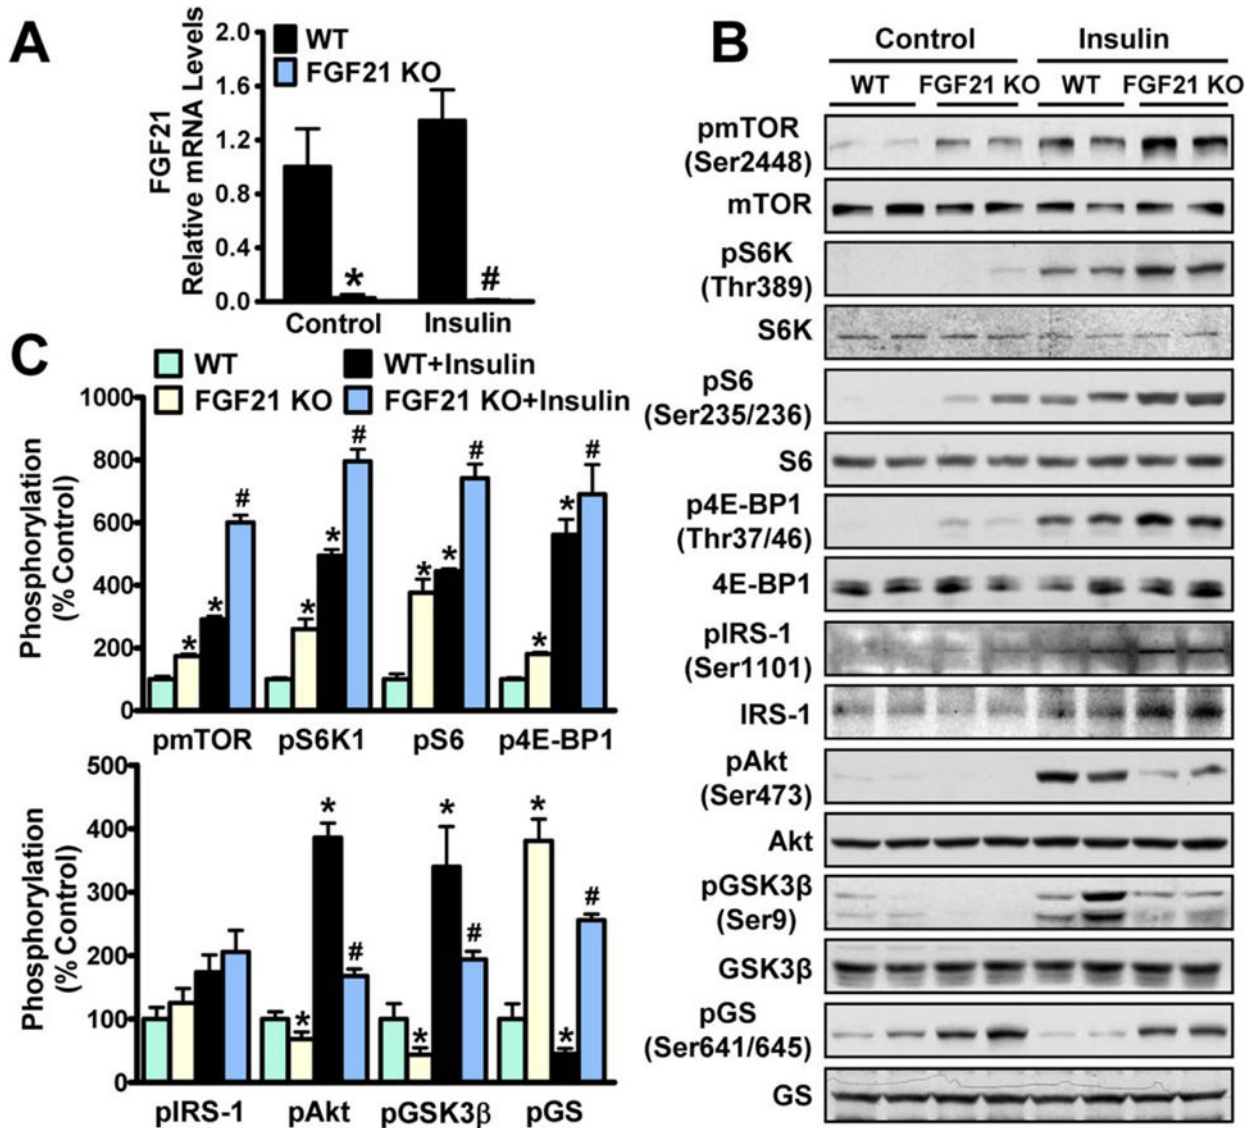 A
2.0
1.6
1.2
0.8
0.4
0.0
FGF21
Relative mRNA Levels
WT
FGF21 KO
*
#
Control
Insulin
B
Control
Insulin
WT
FGF21 KO
WT
FGF21 KO
pmTOR
(Ser2448)
mTOR
pS6K
(Thr389)
S6K
pS6
(Ser235/236)
S6
p4E-BP1
(Thr37/46)
4E-BP1
pIRS-1
(Ser1101)
IRS-1
pAkt
(Ser473)
Akt
pGSK3β
(Ser9)
GSK3β
pGS
(Ser641/645)
GS
C
WT
WT+Insulin
FGF21 KO
FGF21 KO+Insulin
1000
800
600
400
200
0
Phosphorylation
(% Control)
*
*
#
*
*
#
*
*
#
*
*
#
pmTOR
pS6K1
pS6
p4E-BP1
500
400
300
200
100
0
Phosphorylation
(% Control)
*
*
#
*
*
#
*
*
#
pIRS-1
pAkt
pGSK3β
pGS